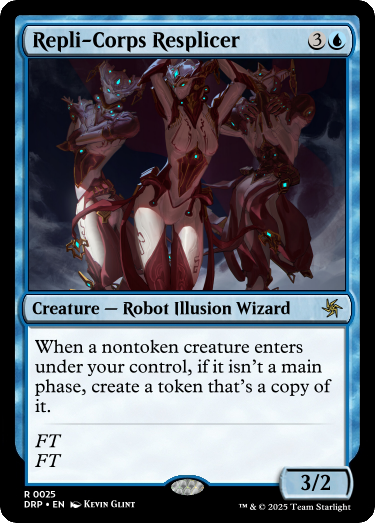 Repli-Corps Resplicer 3
Creature — Robot Illusion Wizard
When a nontoken creature enters
under your control, if it isn't a main
phase, create a token that's a copy of
it.
FT
FT
3/2
R 0025
DRP • EN Kevin Glint
™ & © 2025 Team Starlight